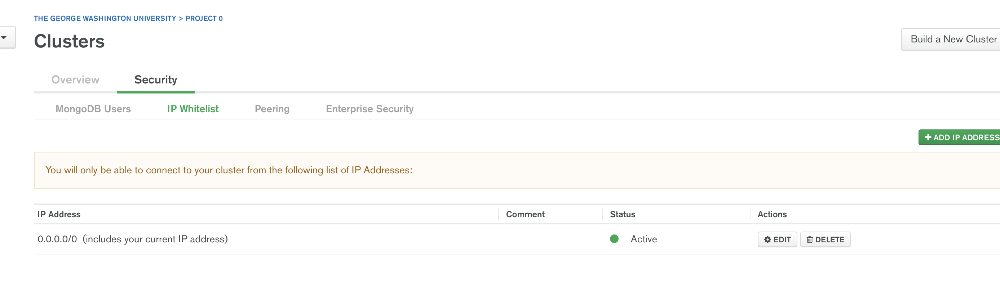 THE GEORGE WASHINGTON UNIVERSITY > PROJECT 0
Clusters
Build a New Cluster
Overview Security
MongoDB Users IP Whitelist Peering Enterprise Security
ADD IP ADDRESS
You will only be able to connect to your cluster from the following list of IP Addresses:
IP Address Comment Status Actions
0.0.0.0/0 (includes your current IP address) Active EDIT DELETE